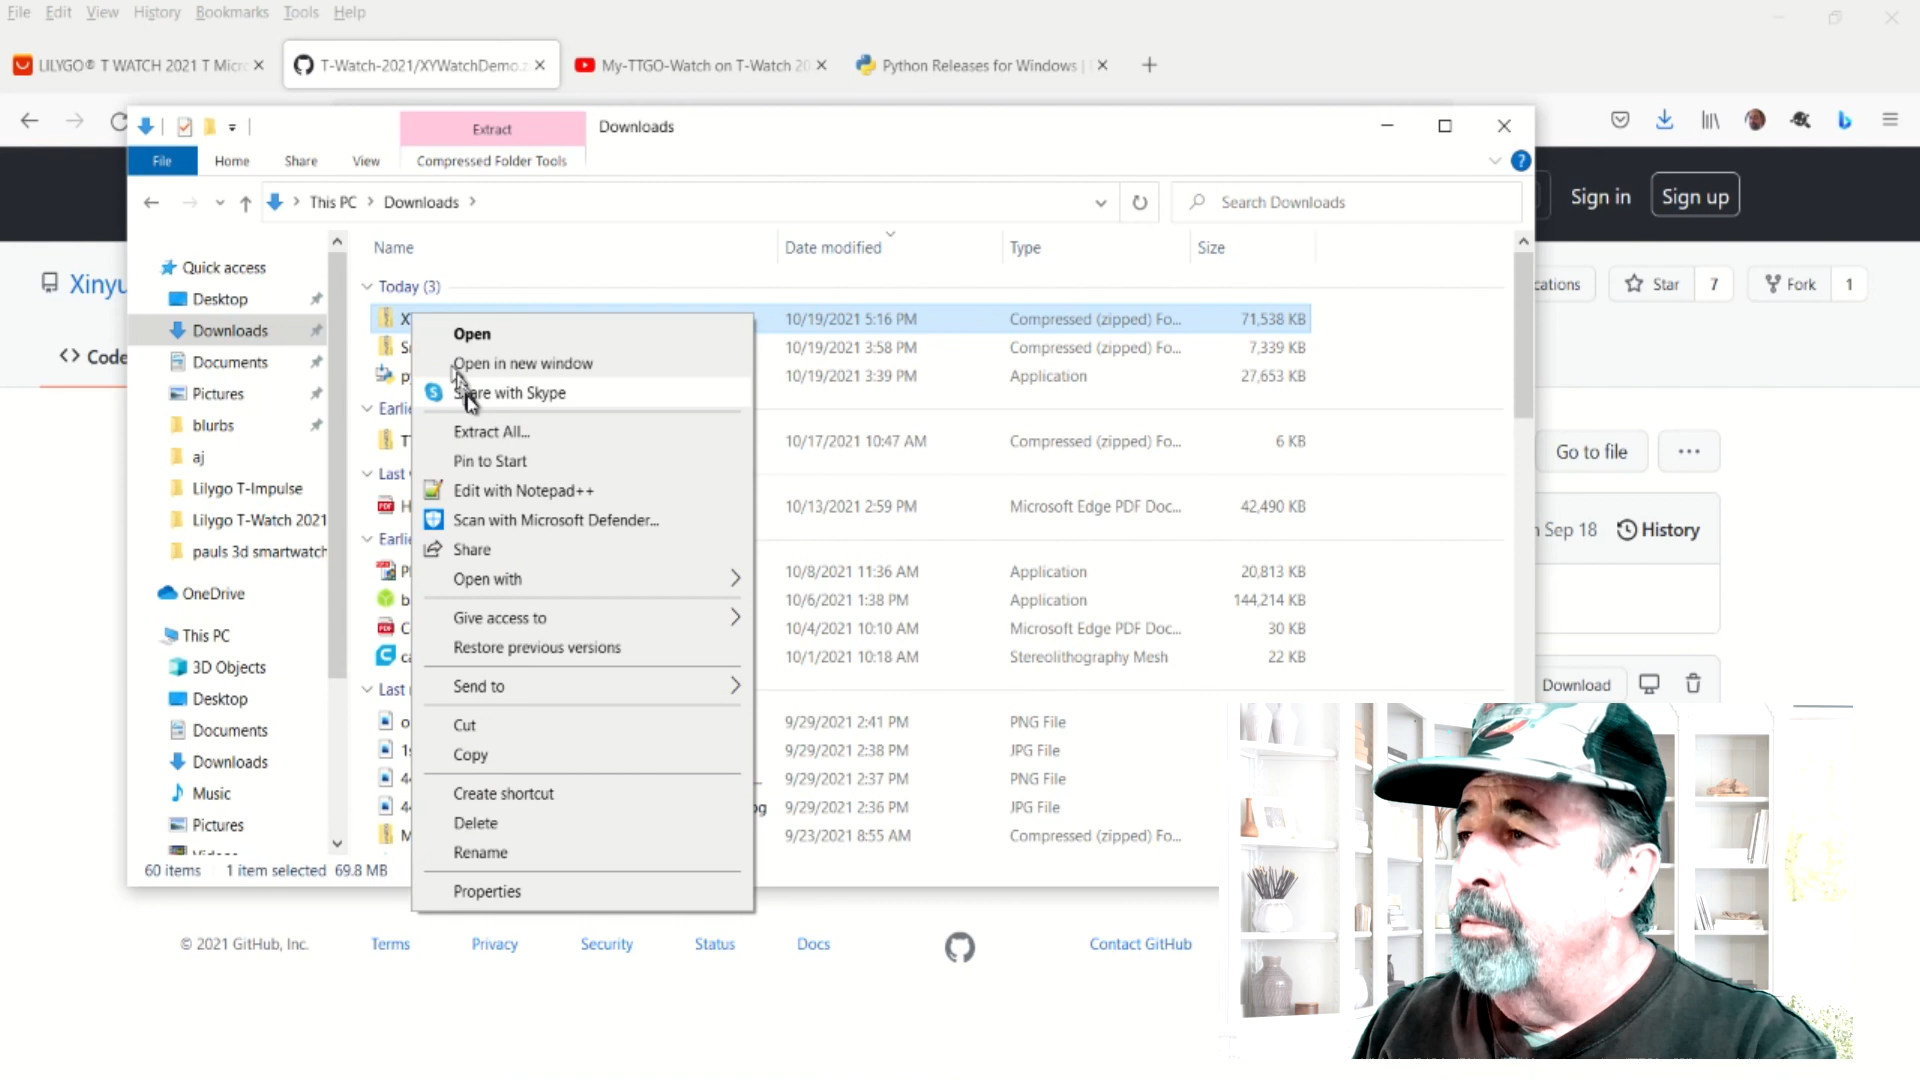 File Edit View History Bookmarks Tools Help
LILYGO® T WATCH 2021 T Micr
T-Watch-2021/XYWatchDemo.z
My-TTGO-Watch on T-Watch 20
Python Releases for Windows |
Extract
Downloads
File Home Share View Compressed Folder Tools
This PC > Downloads >
Search Downloads
Sign in Sign up
Name Date modified Type Size
Quick access
Desktop
Downloads
Documents
Pictures
blurbs
aj
Lilygo T-Impulse
Lilygo T-Watch 2021
pauls 3d smartwatch
OneDrive
This PC
3D Objects
Desktop
Documents
Downloads
Music
Pictures
Xinyu
Code
Today (3)
10/19/2021 5:16 PM Compressed (zipped) Fo... 71,538 KB
10/19/2021 3:58 PM Compressed (zipped) Fo... 7,339 KB
10/19/2021 3:39 PM Application 27,653 KB
Earlie
10/17/2021 10:47 AM Compressed (zipped) Fo... 6 KB
Last
10/13/2021 2:59 PM Microsoft Edge PDF Doc... 42,490 KB
Earlie
10/8/2021 11:36 AM Application 20,813 KB
10/6/2021 1:38 PM Application 144,214 KB
10/4/2021 10:10 AM Microsoft Edge PDF Doc... 30 KB
10/1/2021 10:18 AM Stereolithography Mesh 22 KB
Last
9/29/2021 2:41 PM PNG File
9/29/2021 2:38 PM JPG File
9/29/2021 2:37 PM PNG File
9/29/2021 2:36 PM JPG File
9/23/2021 8:55 AM Compressed (zipped) Fo...
Open
Open in new window
Share with Skype
Extract All...
Pin to Start
Edit with Notepad++
Scan with Microsoft Defender...
Share
Open with
Give access to
Restore previous versions
Send to
Cut
Copy
Create shortcut
Delete
Rename
Properties
60 items 1 item selected 69.8 MB
cations Star 7 Fork 1
Go to file
Sep 18 History
Download
© 2021 GitHub, Inc. Terms Privacy Security Status Docs Contact GitHub